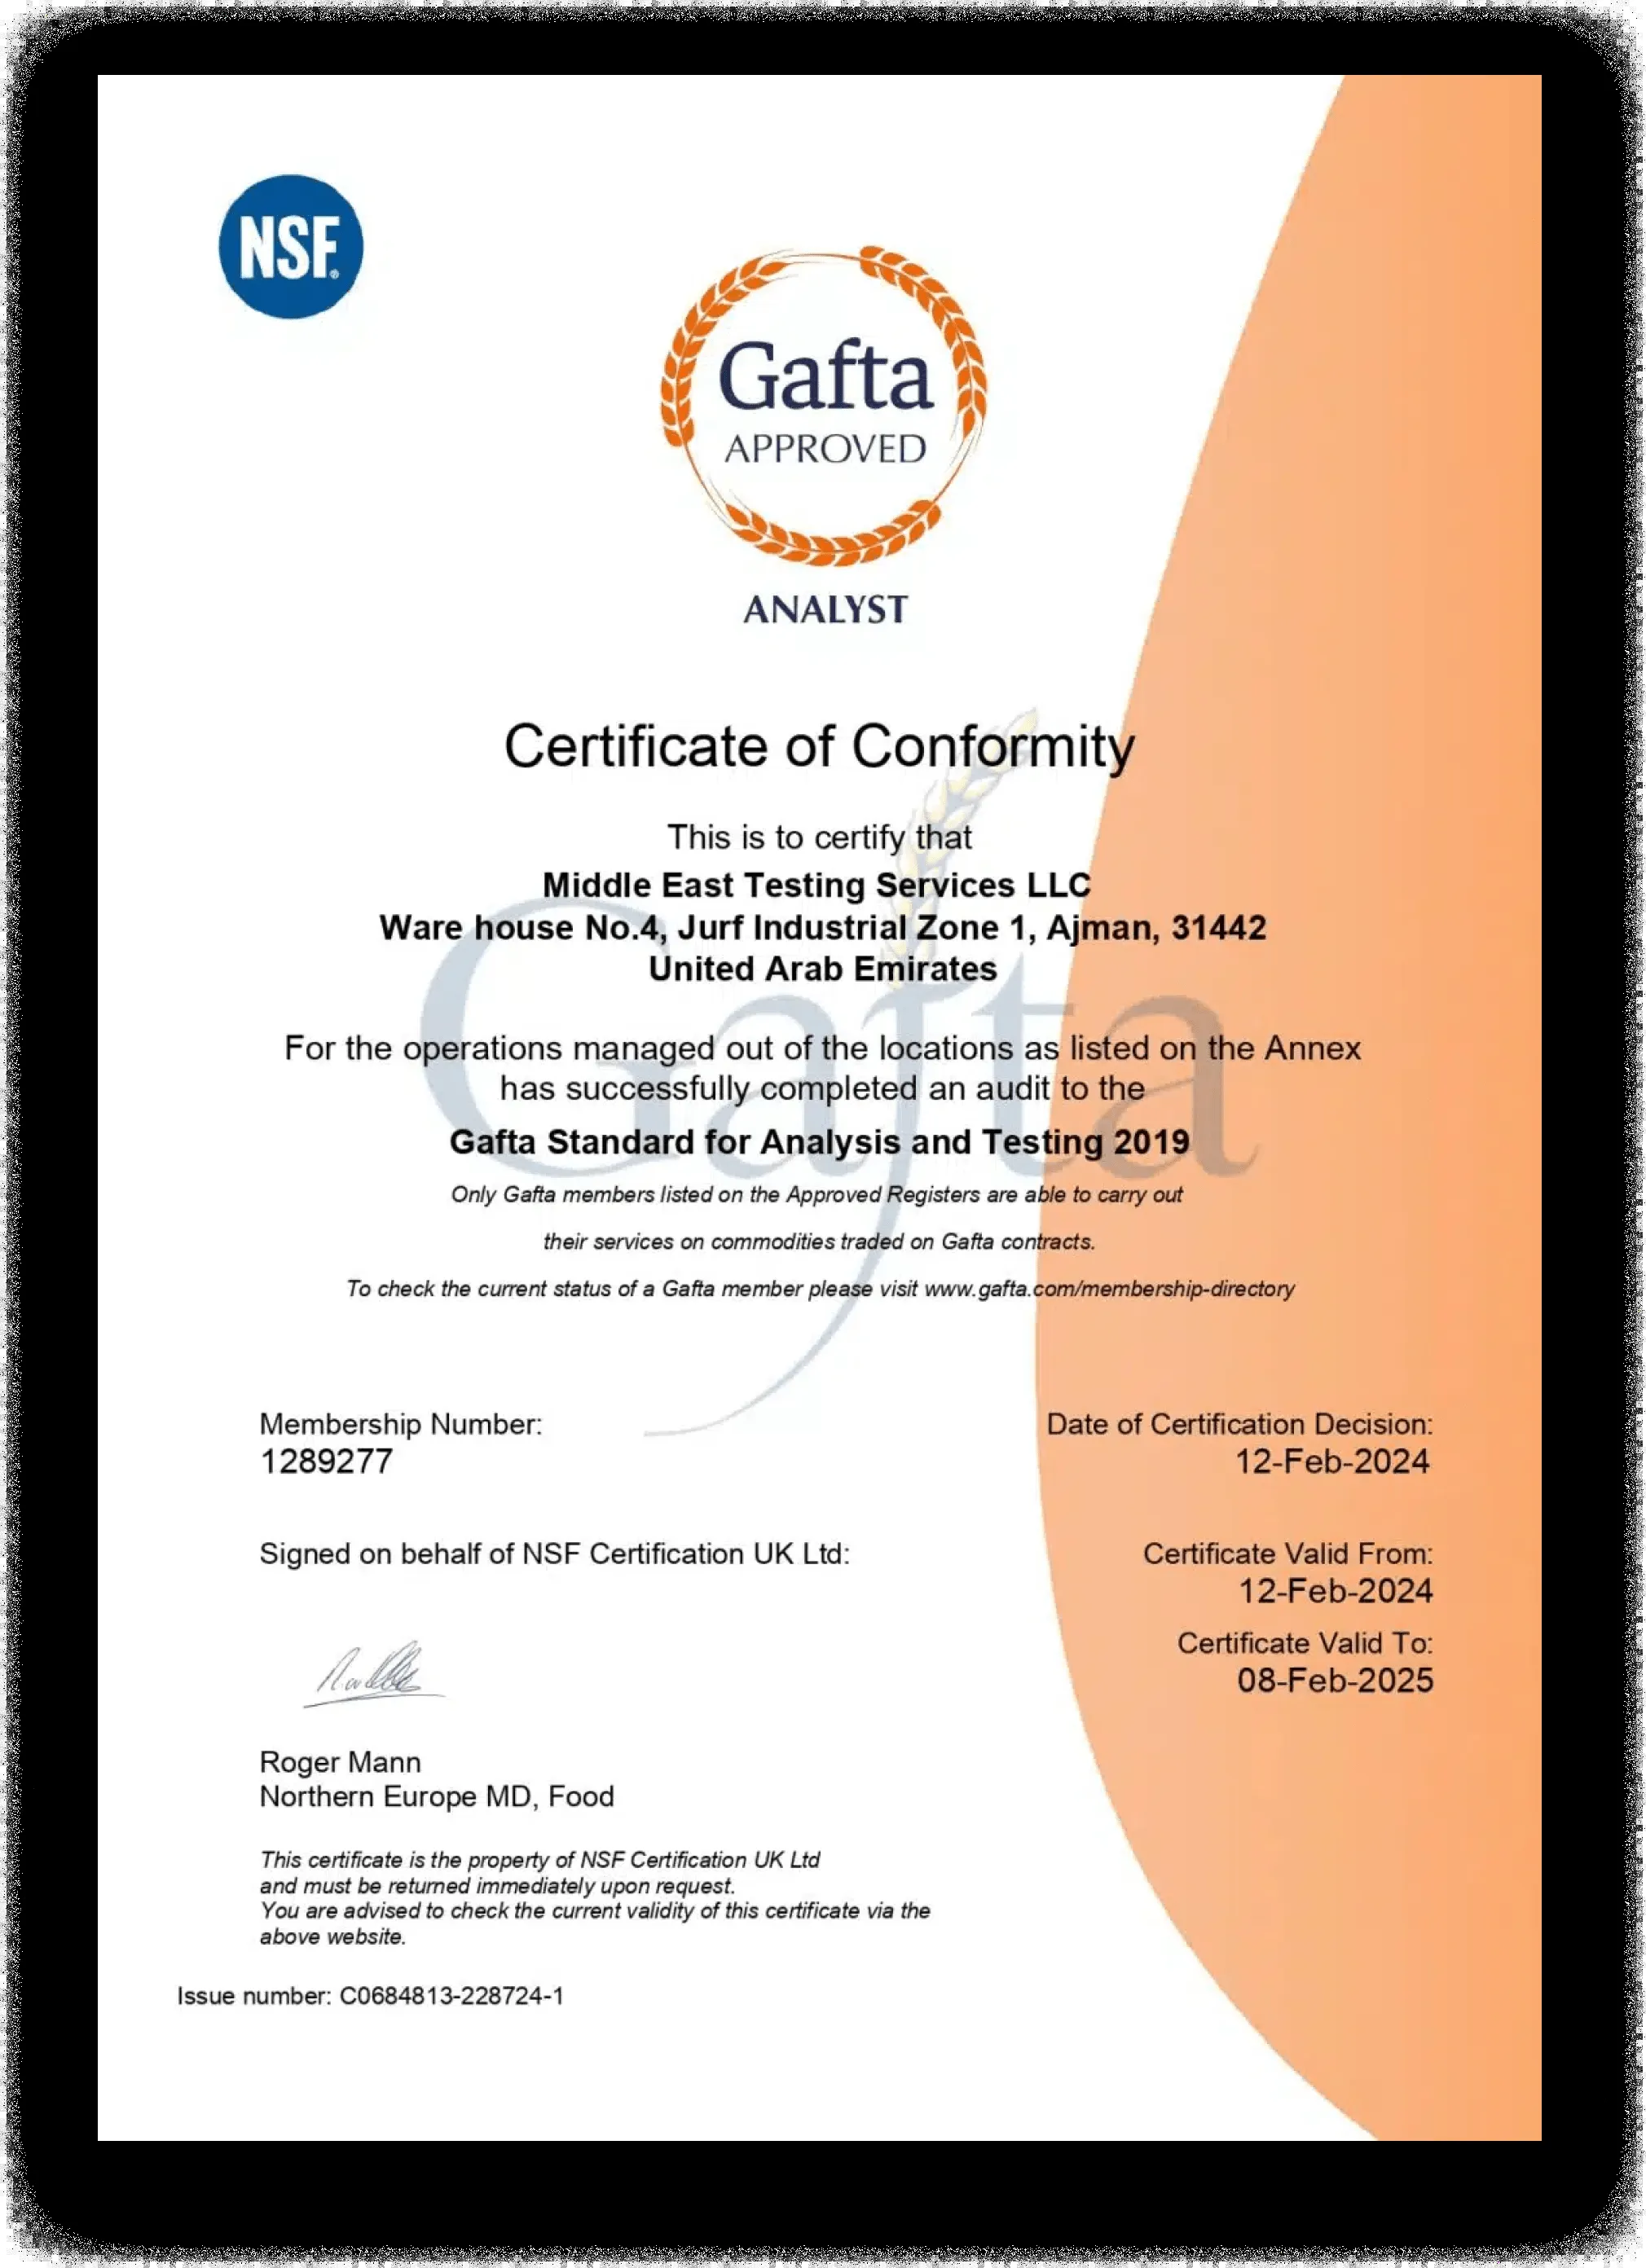 NSF®
Gafta
APPROVED
ANALYST
Certificate of Conformity
This is to certify that
Middle East Testing Services LLC
Ware house No.4, Jurf Industrial Zone 1, Ajman, 31442
United Arab Emirates
For the operations managed out of the locations as listed on the Annex
has successfully completed an audit to the
Gafta Standard for Analysis and Testing 2019
Only Gafta members listed on the Approved Registers are able to carry out
their services on commodities traded on Gafta contracts.
To check the current status of a Gafta member please visit www.gafta.com/membership-directory
Gafta
Membership Number:
1289277
Date of Certification Decision:
12-Feb-2024
Signed on behalf of NSF Certification UK Ltd:
Certificate Valid From:
12-Feb-2024
Certificate Valid To:
08-Feb-2025
Roger Mann
Northern Europe MD, Food
This certificate is the property of NSF Certification UK Ltd
and must be returned immediately upon request.
You are advised to check the current validity of this certificate via the
above website.
Issue number: C0684813-228724-1